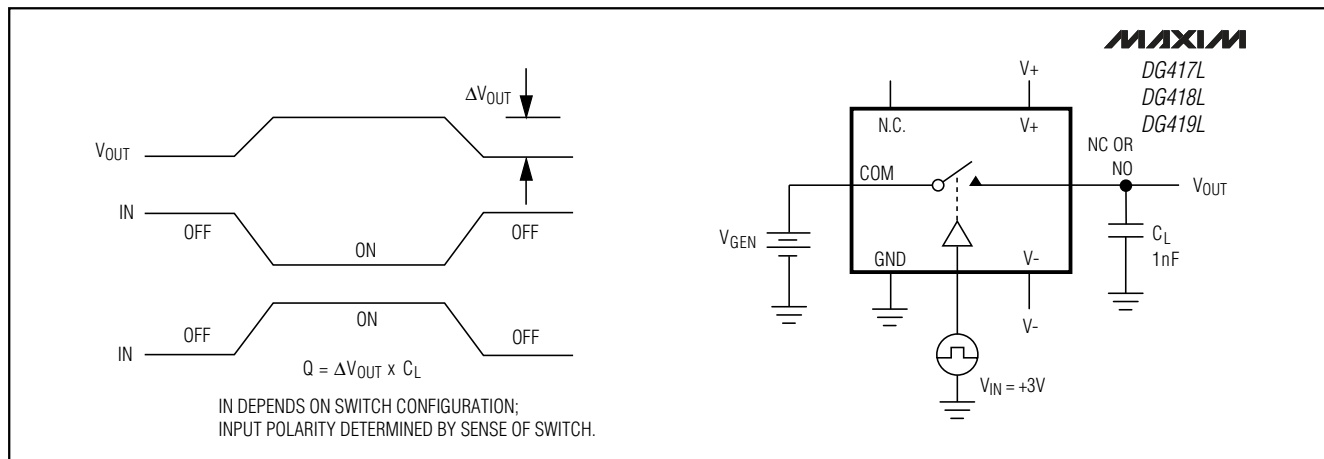 ΔVOUT
VOUT
IN
OFF
ON
OFF
IN
OFF
ON
OFF
Q = ΔVOUT x CL
IN DEPENDS ON SWITCH CONFIGURATION;
INPUT POLARITY DETERMINED BY SENSE OF SWITCH.
MAXIM
DG417L
DG418L
DG419L
V+
N.C.
V+
NC OR
NO
COM
VOUT
VGEN
CL
1nF
GND
V-
V-
VIN = +3V